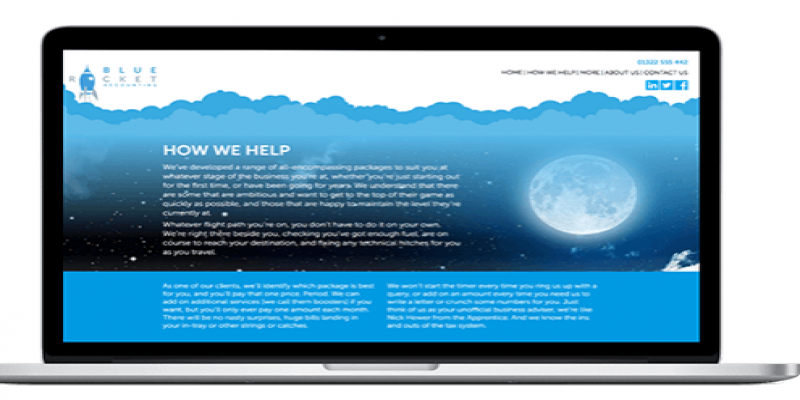 BLUE
ROCKET
ACCOUNTING
01322 555 442
HOME | HOW WE HELP | MORE | ABOUT US | CONTACT US
HOW WE HELP
We've developed a range of all-encompassing packages to suit you at
whatever stage of the business you're at, whether you're just starting out
for the first time, or have been going for years. We understand that there
are some that are ambitious and want to get to the top of their game as
quickly as possible, and those that are happy to maintain the level they're
currently at.
Whatever flight path you're on, you don't have to do it on your own.
We're right there beside you, checking you've got enough fuel, are on
course to reach your destination, and fixing any technical hitches for you
as you travel.
As one of our clients, we'll identify which package is best
for you, and you'll pay that one price. Period. We can
add on additional services (we call them boosters) if you
want, but you'll only ever pay one amount each month.
There will be no nasty surprises, huge bills landing in
your in-tray or other strings or catches.
We won't start the timer every time you ring us up with a
query, or add on an amount every time you need us to
write a letter or crunch some numbers for you. Just
think of us as your unofficial business adviser, we're like
Nick Hewer from the Apprentice. And we know the ins
and outs of the tax system.